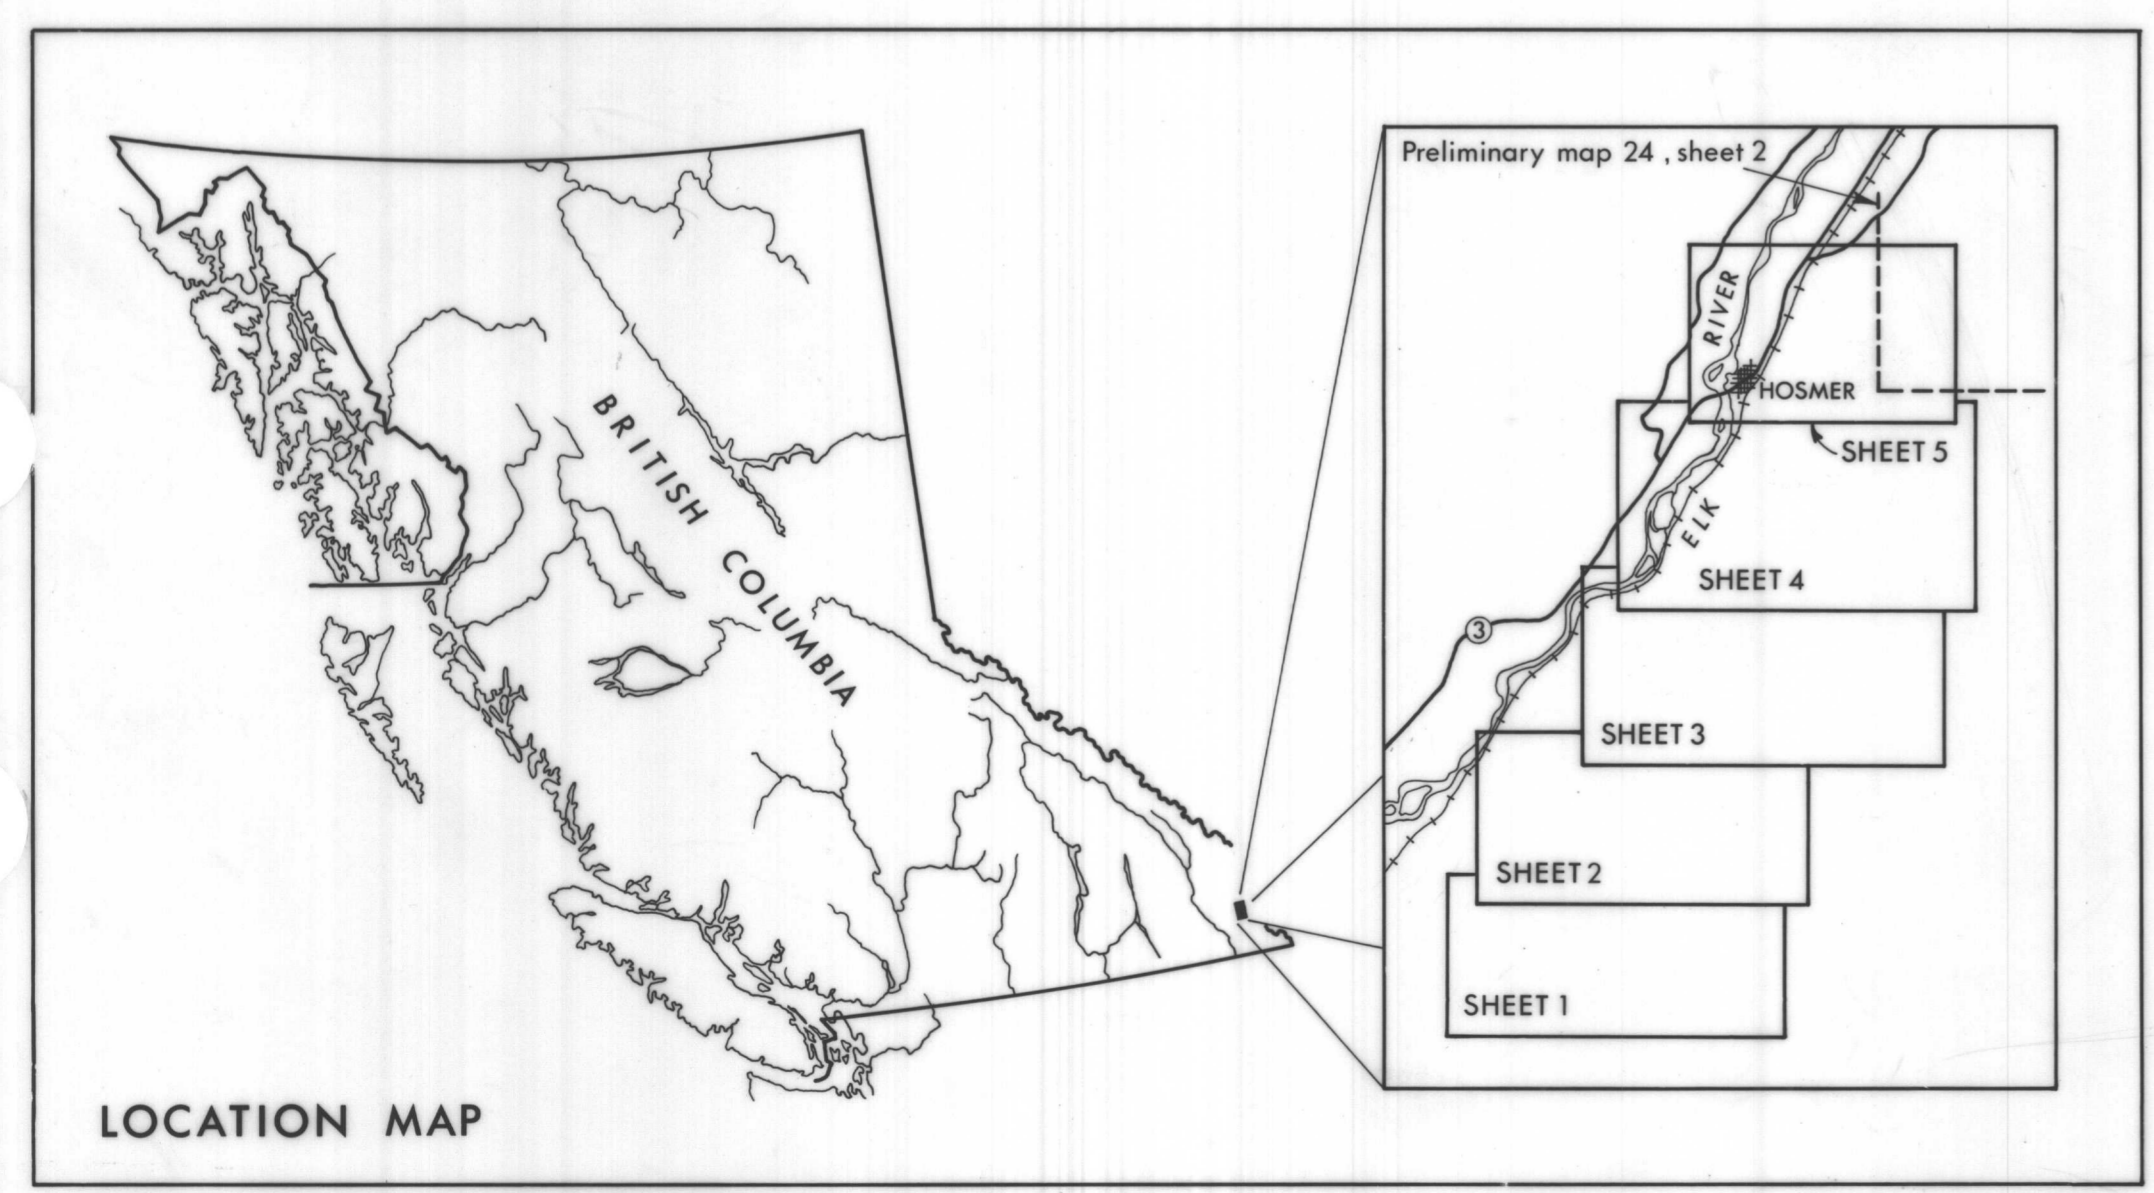 Preliminary map 24, sheet 2
RIVER
HOSMER
SHEET 5
ELK
SHEET 4
3
SHEET 3
SHEET 2
SHEET 1
BRITISH COLUMBIA
LOCATION MAP